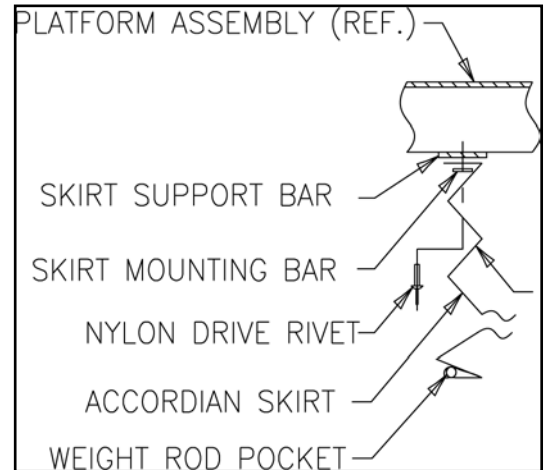 PLATFORM ASSEMBLY (REF.)
SKIRT SUPPORT BAR
SKIRT MOUNTING BAR
NYLON DRIVE RIVET
ACCORDIAN SKIRT
WEIGHT ROD POCKET